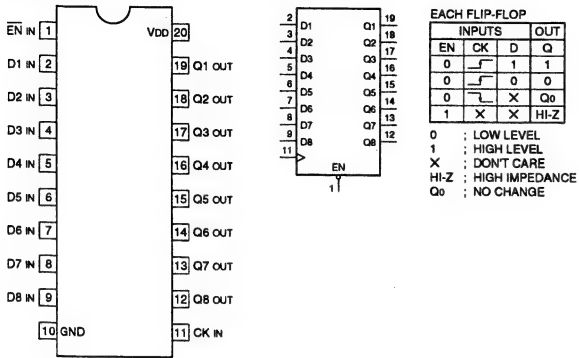 EN IN 1
VDD 20
D1 IN 2
19 Q1 OUT
D2 IN 3
18 Q2 OUT
D3 IN 4
17 Q3 OUT
D4 IN 5
16 Q4 OUT
D5 IN 6
15 Q5 OUT
D6 IN 7
14 Q6 OUT
D7 IN 8
13 Q7 OUT
D8 IN 9
12 Q8 OUT
10 GND
11 CK IN
2 D1 Q1 19
3 D2 Q2 18
4 D3 Q3 17
5 D4 Q4 16
6 D5 Q5 15
7 D6 Q6 14
8 D7 Q7 13
9 D8 Q8 12
11
EN
1
EACH FLIP-FLOP
INPUTS OUT
EN CK D Q
0 1 1
0 0 0
0 X Q0
1 X X HI-Z
0 ; LOW LEVEL
1 ; HIGH LEVEL
X ; DON'T CARE
HI-Z ; HIGH IMPEDANCE
Q0 ; NO CHANGE